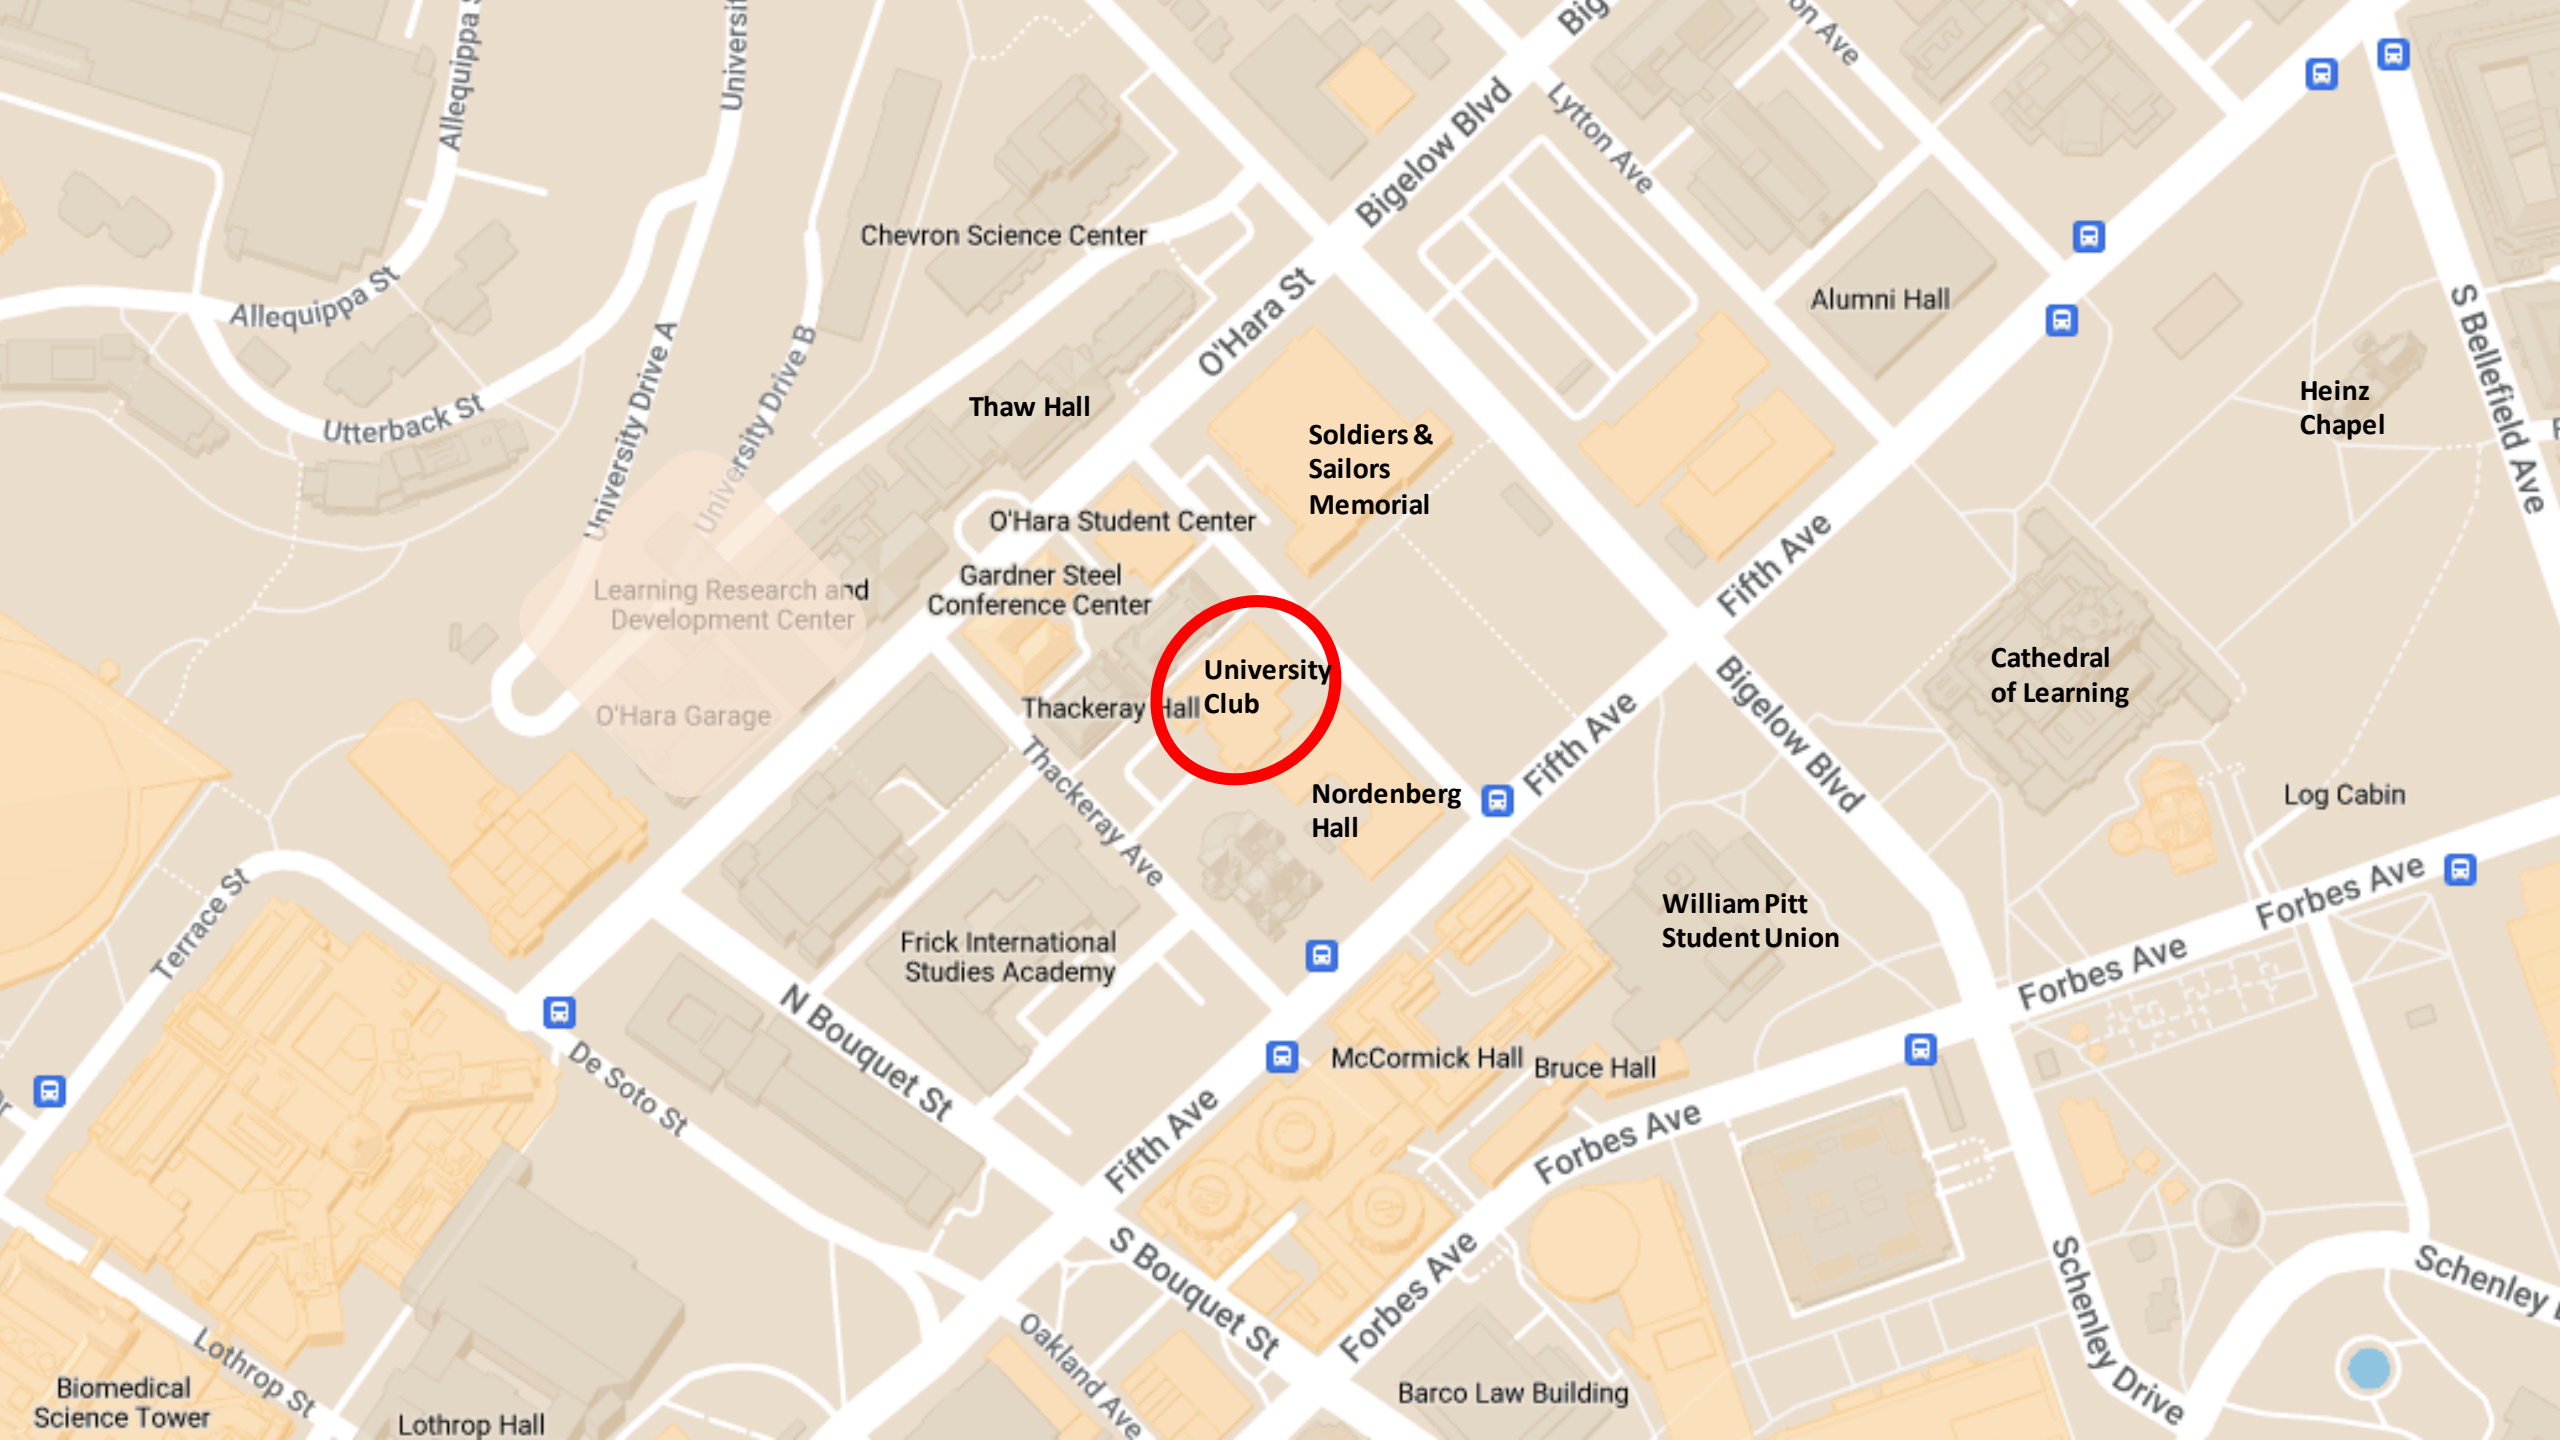 Allequippa S
Universit
Big
on Ave
Bigelow Blvd
Lytton Ave
Chevron Science Center
Allequippa St
O'Hara St
Alumni Hall
S Bellefield Ave
University Drive A
University Drive B
Utterback St
Thaw Hall
Soldiers &
Sailors
Memorial
Heinz
Chapel
O'Hara Student Center
Gardner Steel
Conference Center
Fifth Ave
Learning Research and
Development Center
O'Hara Garage
University
Club
Thackeray Hall
Cathedral
of Learning
Thackeray Ave
Fifth Ave
Bigelow Blvd
Nordenberg
Hall
Log Cabin
Terrace St
Frick International
Studies Academy
William Pitt
Student Union
Forbes Ave
Forbes Ave
N Bouquet St
De Soto St
McCormick Hall
Bruce Hall
Fifth Ave
Forbes Ave
S Bouquet St
Forbes Ave
Schenley Drive
Schenley
Lothrop St
Oakland Ave
Biomedical
Science Tower
Lothrop Hall
Barco Law Building